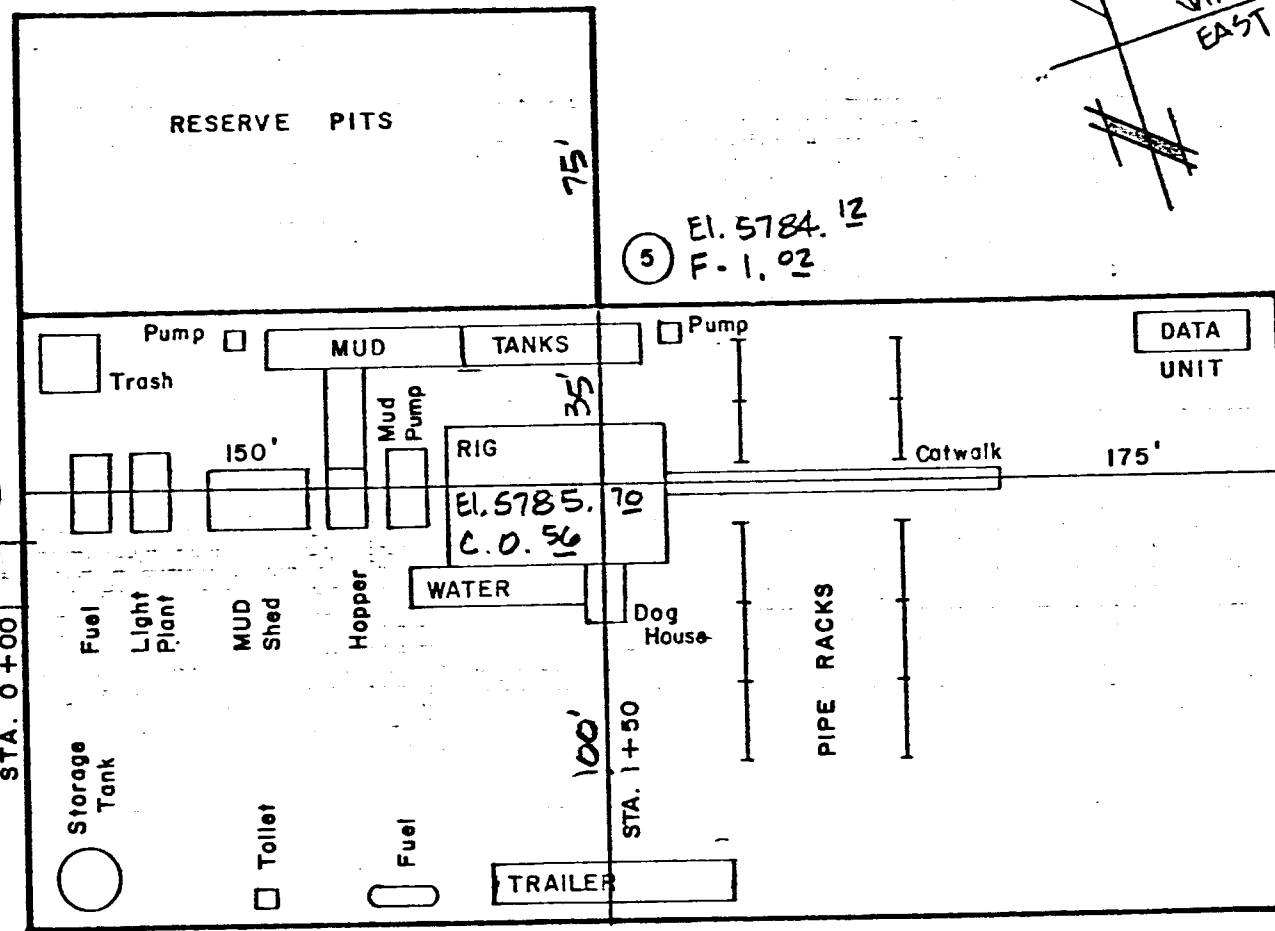 EAST
RESERVE PITS
75'
5
El. 5784.12
F-1.02
Pump
Trash
MUD TANKS
Pump
DATA
UNIT
35'
Mud
Pump
150'
RIG
Catwalk
175'
El. 5785.70
C.O. 56
WATER
Dog
House
Fuel
Light
Plant
MUD
Shed
Hopper
STA. 0+00
PIPE RACKS
100'
STA. 1+50
Storage
Tank
Toilet
Fuel
TRAILER